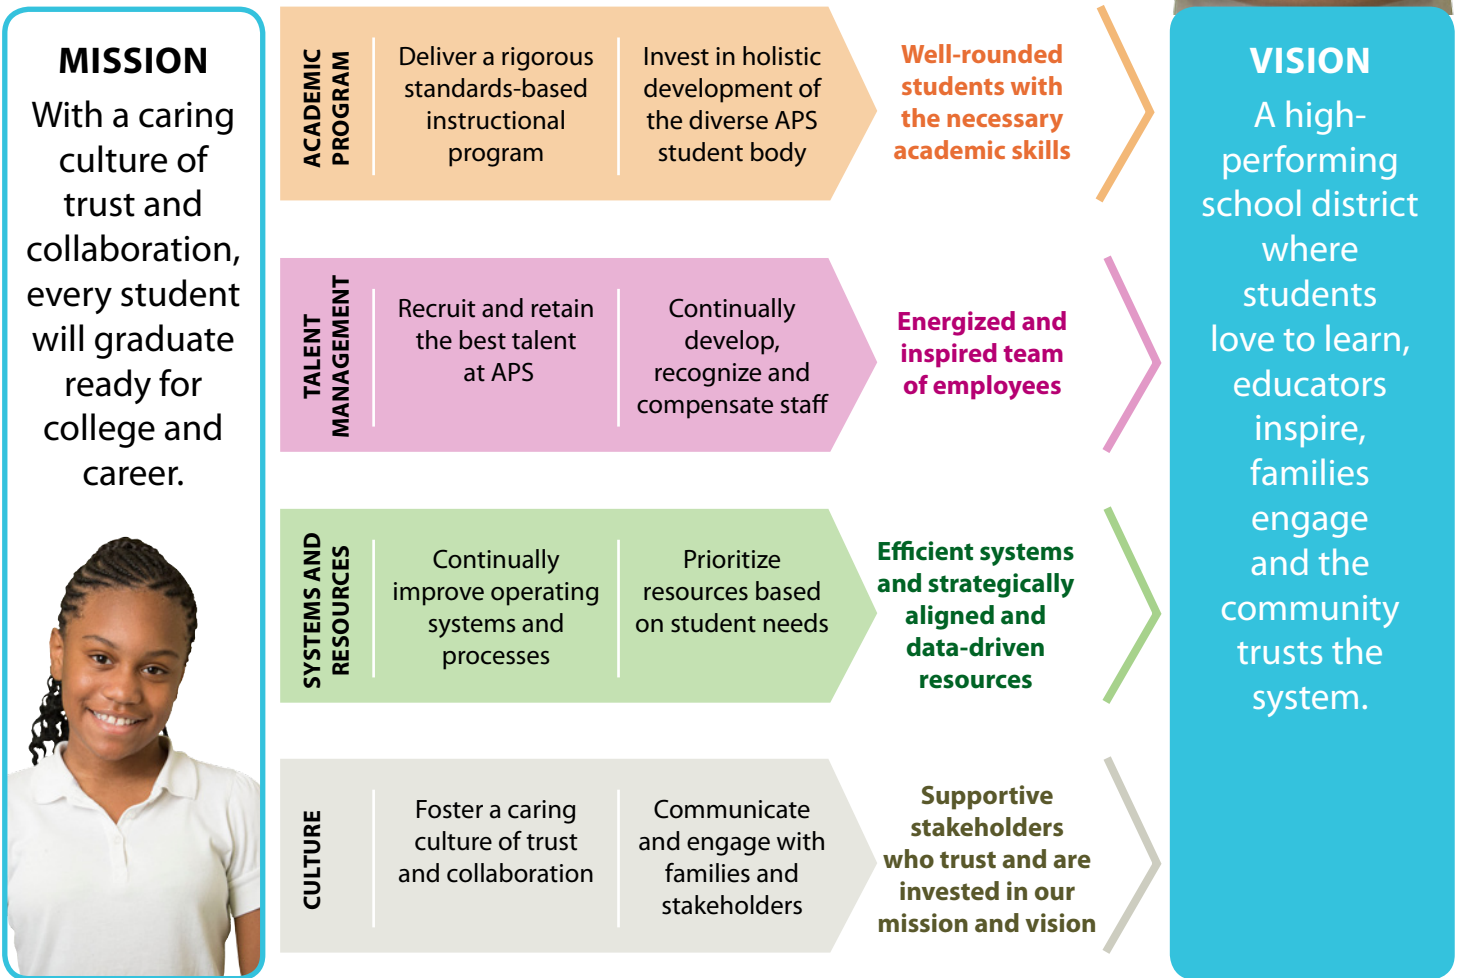 MISSION
With a caring
culture of
trust and
collaboration,
every student
will graduate
ready for
college and
career.
ACADEMIC
PROGRAM
Deliver a rigorous
standards-based
instructional
program
Invest in holistic
development of
the diverse APS
student body
Well-rounded
students with
the necessary
academic skills
TALENT
MANAGEMENT
Recruit and retain
the best talent
at APS
Continually
develop,
recognize and
compensate staff
Energized and
inspired team
of employees
SYSTEMS AND
RESOURCES
Continually
improve operating
systems and
processes
Prioritize
resources based
on student needs
Efficient systems
and strategically
aligned and
data-driven
resources
CULTURE
Foster a caring
culture of trust
and collaboration
Communicate
and engage with
families and
stakeholders
Supportive
stakeholders
who trust and are
invested in our
mission and vision
VISION
A high-
performing
school district
where
students
love to learn,
educators
inspire,
families
engage
and the
community
trusts the
system.